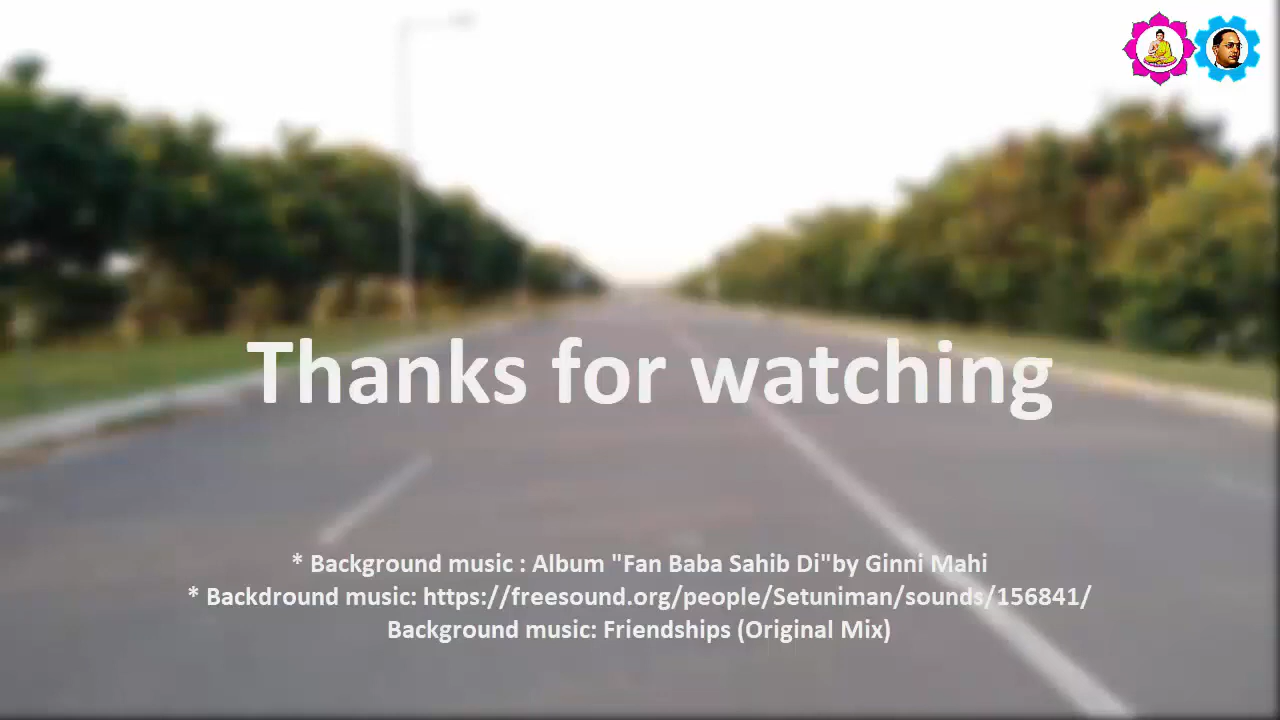 Thanks for watching
* Background music : Album "Fan Baba Sahib Di"by Ginni Mahi
* Backdround music: https://freesound.org/people/Setuniman/sounds/156841/
Background music: Friendships (Original Mix)